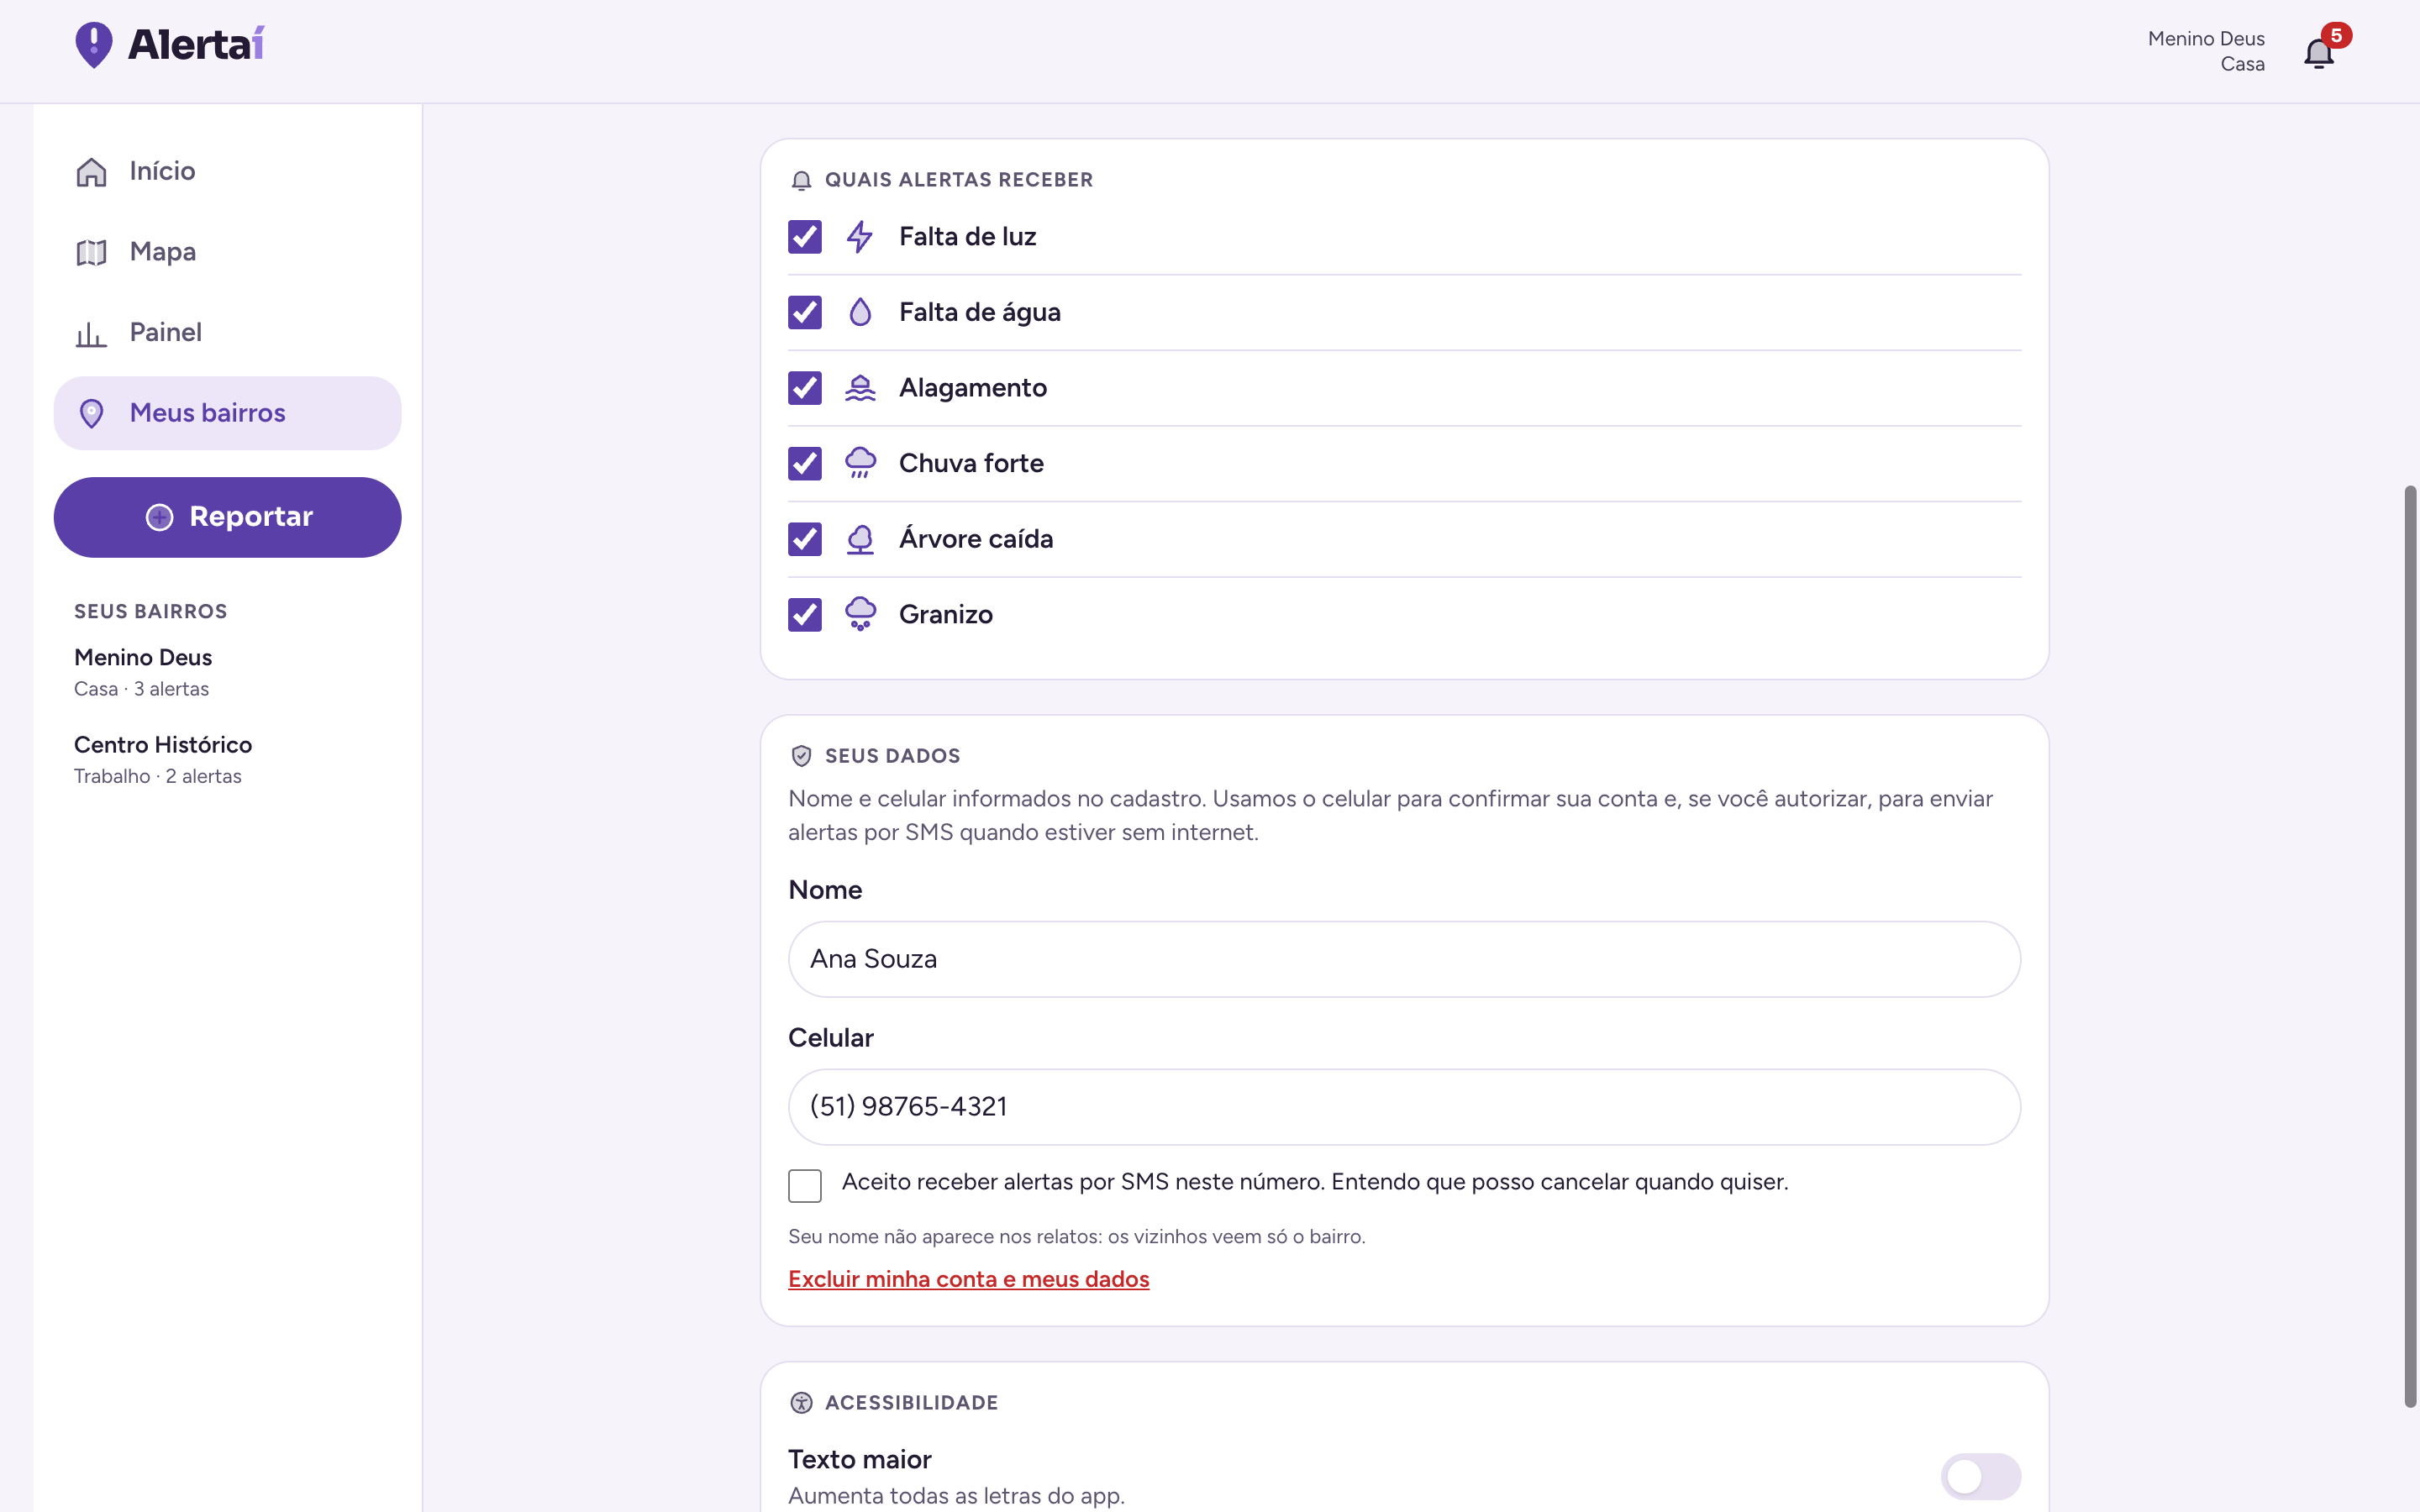 Alertaí
Menino Deus
Casa
5
Início
Mapa
Painel
Meus bairros
Reportar
SEUS BAIRROS
Menino Deus
Casa · 3 alertas
Centro Histórico
Trabalho · 2 alertas
QUAIS ALERTAS RECEBER
Falta de luz
Falta de água
Alagamento
Chuva forte
Árvore caída
Granizo
SEUS DADOS
Nome e celular informados no cadastro. Usamos o celular para confirmar sua conta e, se você autorizar, para enviar
alertas por SMS quando estiver sem internet.
Nome
Ana Souza
Celular
(51) 98765-4321
Aceito receber alertas por SMS neste número. Entendo que posso cancelar quando quiser.
Seu nome não aparece nos relatos: os vizinhos veem só o bairro.
Excluir minha conta e meus dados
ACESSIBILIDADE
Texto maior
Aumenta todas as letras do app.